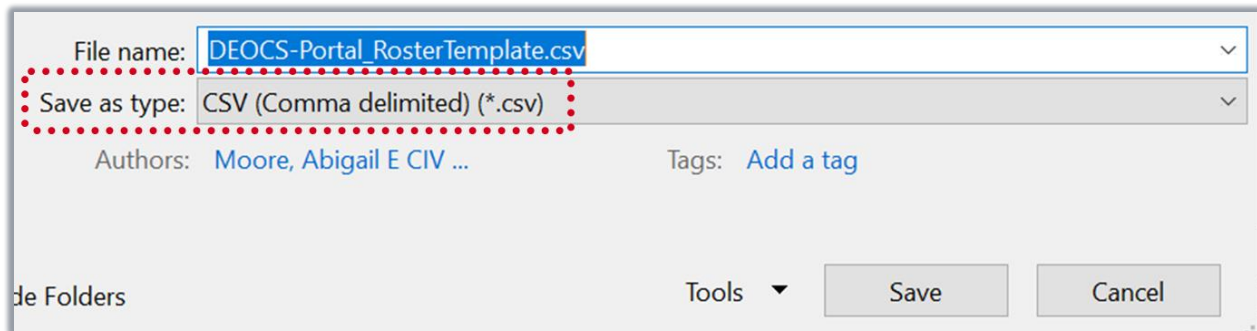 File name: DEOCS-Portal_RosterTemplate.csv
Save as type: CSV (Comma delimited) (*.csv)
Authors: Moore, Abigail E CIV ... Tags: Add a tag
de Folders Tools Save Cancel